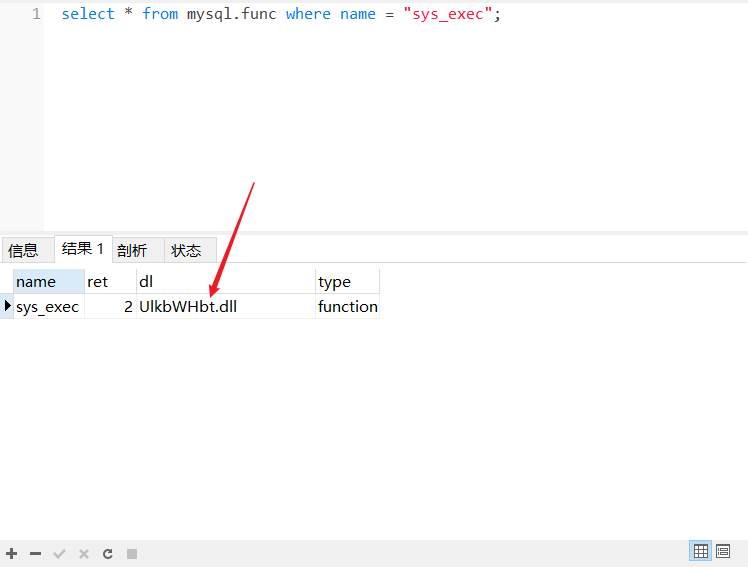 1 select * from mysql.func where name = "sys_exec";
信息 结果 1 剖析 状态
name ret dl type
sys_exec 2 UlkbWHbt.dll function